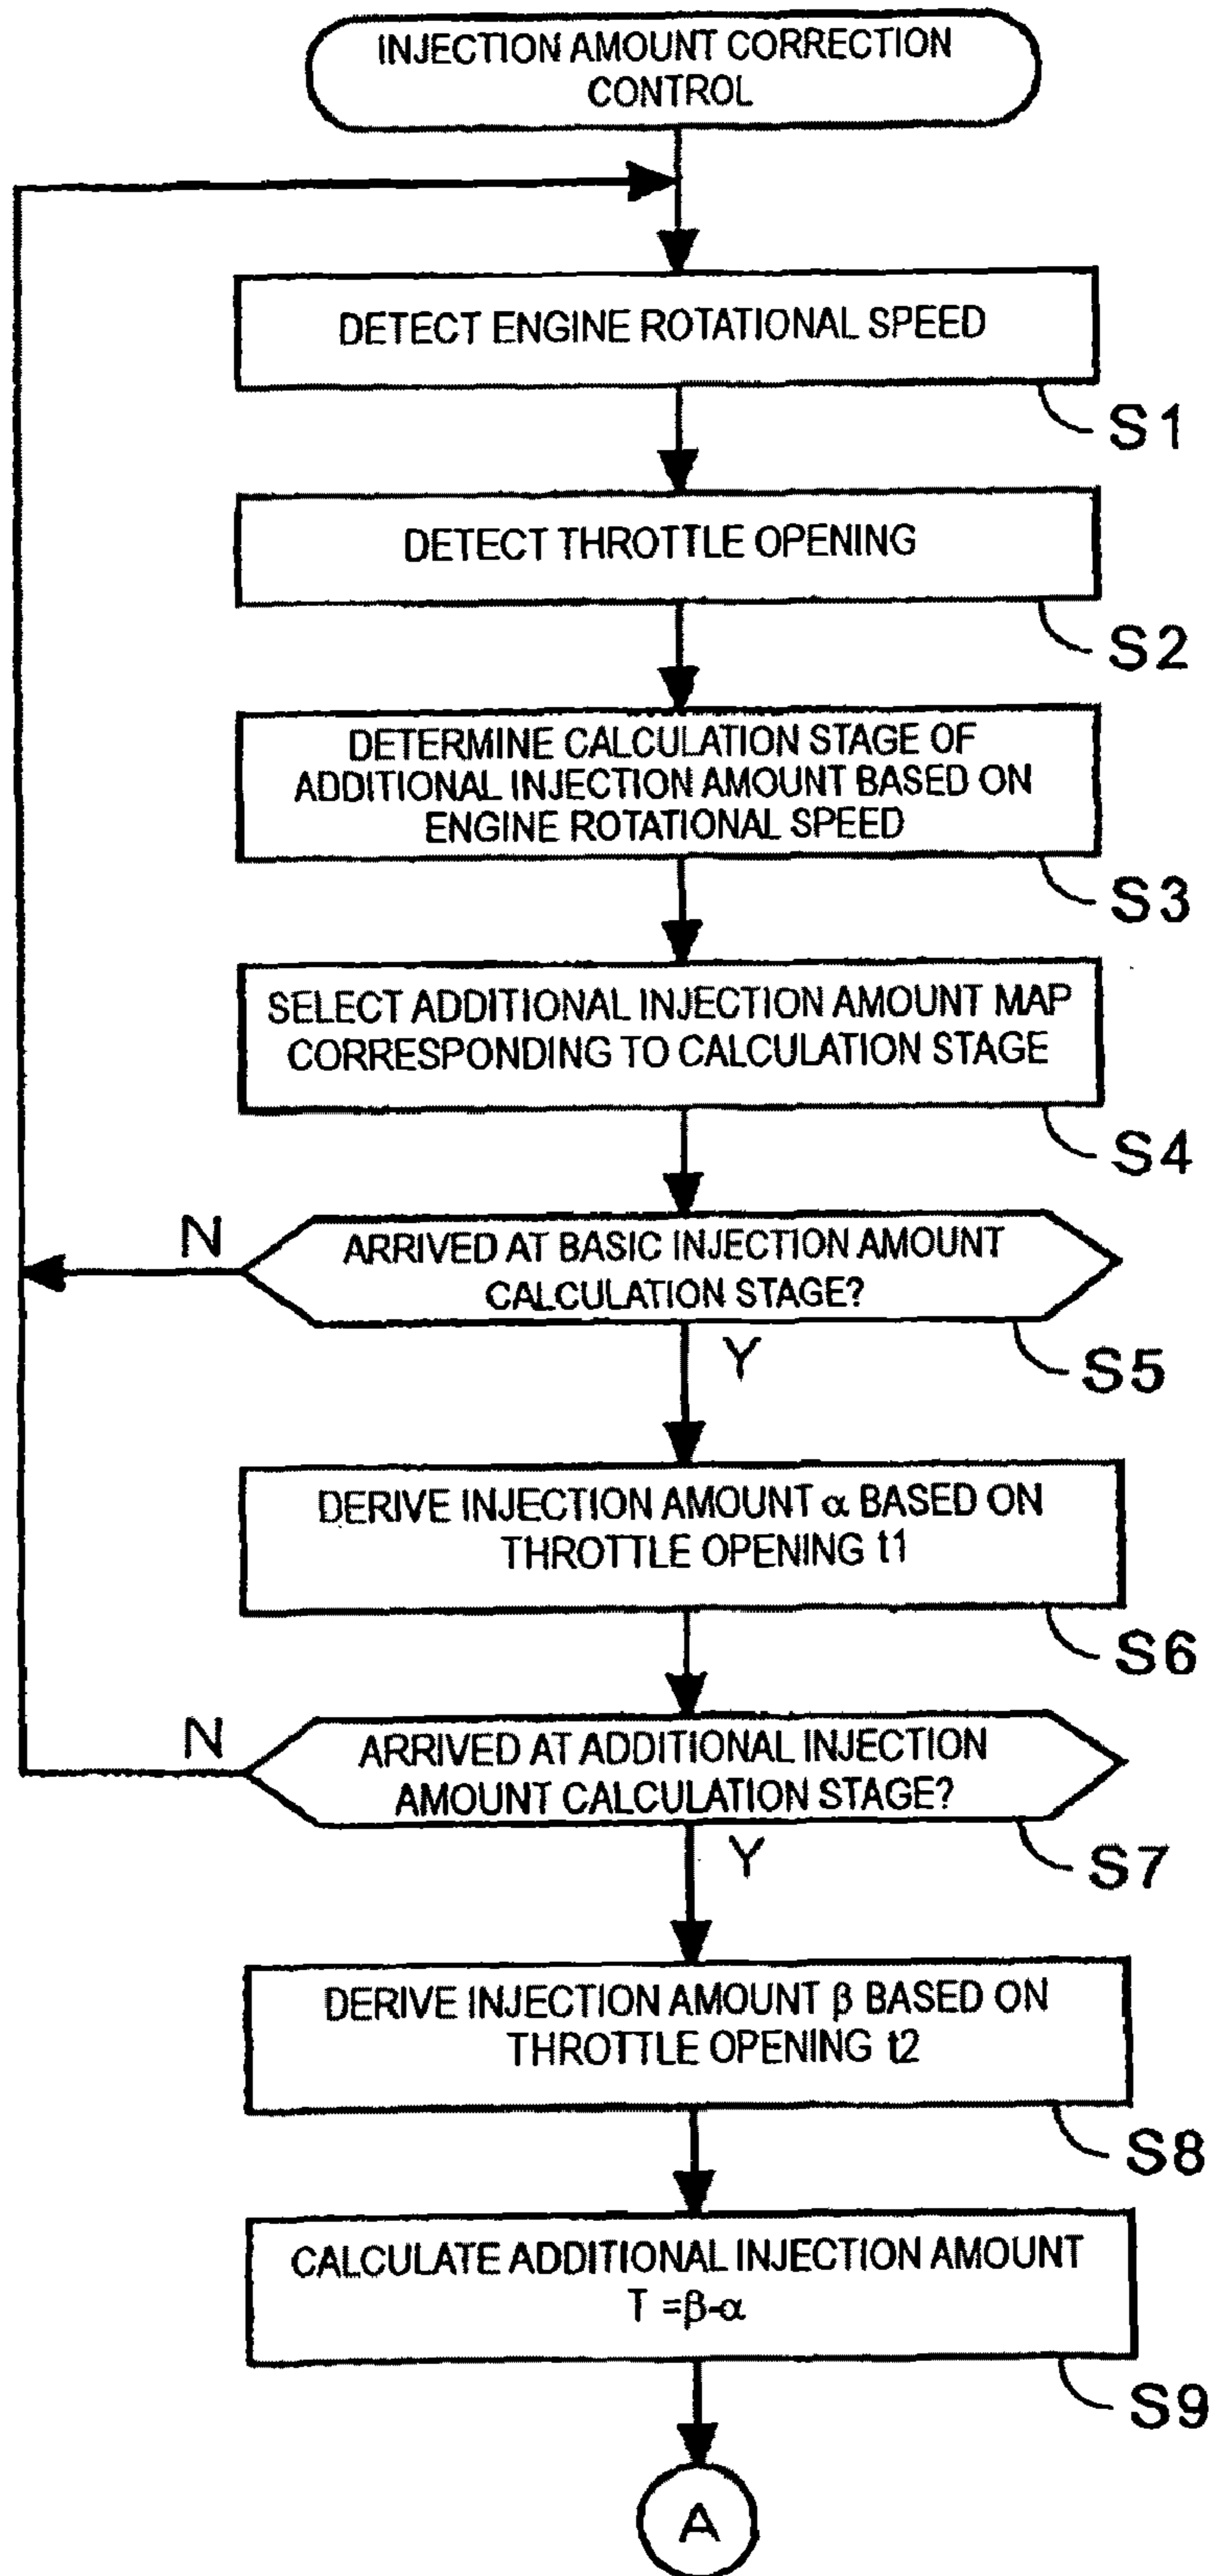 INJECTION AMOUNT CORRECTION
CONTROL
DETECT ENGINE ROTATIONAL SPEED
S1
DETECT THROTTLE OPENING
S2
DETERMINE CALCULATION STAGE OF
ADDITIONAL INJECTION AMOUNT BASED ON
ENGINE ROTATIONAL SPEED
S3
SELECT ADDITIONAL INJECTION AMOUNT MAP
CORRESPONDING TO CALCULATION STAGE
S4
N
ARRIVED AT BASIC INJECTION AMOUNT
CALCULATION STAGE?
Y
S5
DERIVE INJECTION AMOUNT α BASED ON
THROTTLE OPENING t1
S6
N
ARRIVED AT ADDITIONAL INJECTION
AMOUNT CALCULATION STAGE?
Y
S7
DERIVE INJECTION AMOUNT β BASED ON
THROTTLE OPENING t2
S8
CALCULATE ADDITIONAL INJECTION AMOUNT
T =β-α
S9
A